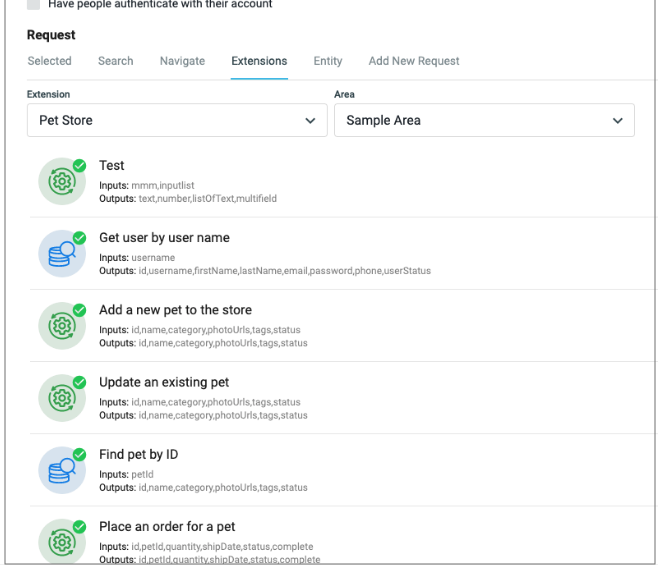 Have people authenticate with their account
Request
Selected Search Navigate Extensions Entity Add New Request
Extension Area
Pet Store Sample Area
Test
Inputs: mmm,inputlist
Outputs: text,number,listOfText,multifield
Get user by user name
Inputs: username
Outputs: id,username,firstName,lastName,email,password,phone,userStatus
Add a new pet to the store
Inputs: id,name,category,photoUrls,tags,status
Outputs: id,name,category,photoUrls,tags,status
Update an existing pet
Inputs: id,name,category,photoUrls,tags,status
Outputs: id,name,category,photoUrls,tags,status
Find pet by ID
Inputs: petId
Outputs: id,name,category,photoUrls,tags,status
Place an order for a pet
Inputs: id,petId,quantity,shipDate,status,complete
Outputs: id,petId,quantity,shipDate,status,complete